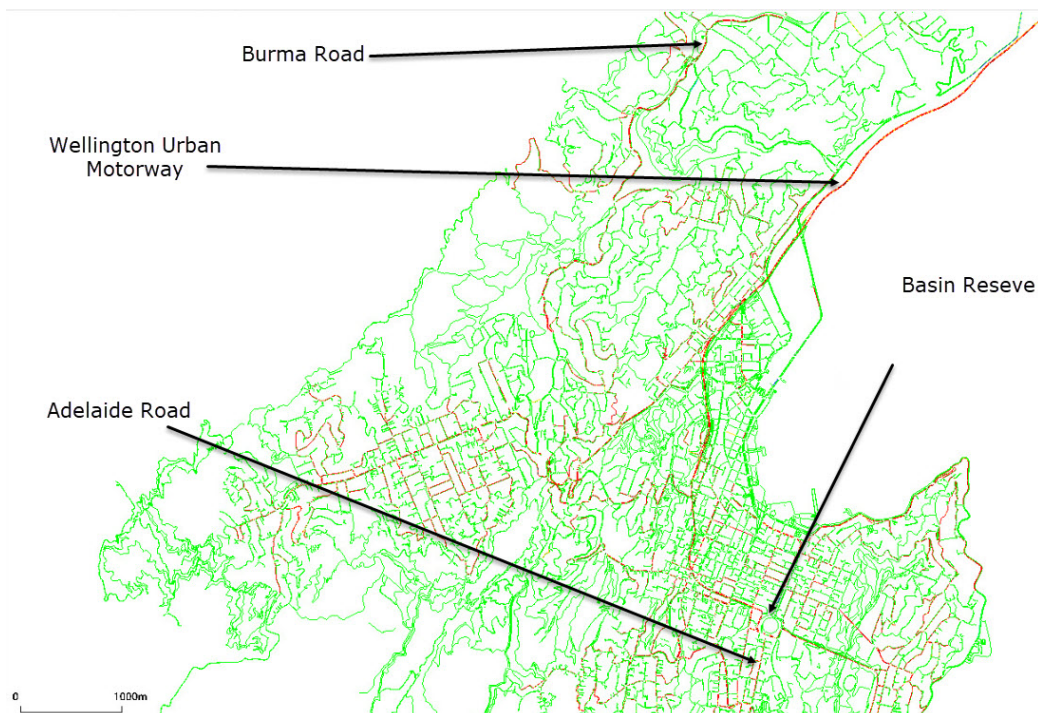 Burma Road
Wellington Urban
Motorway
Basin Reseve
Adelaide Road
0 1000m